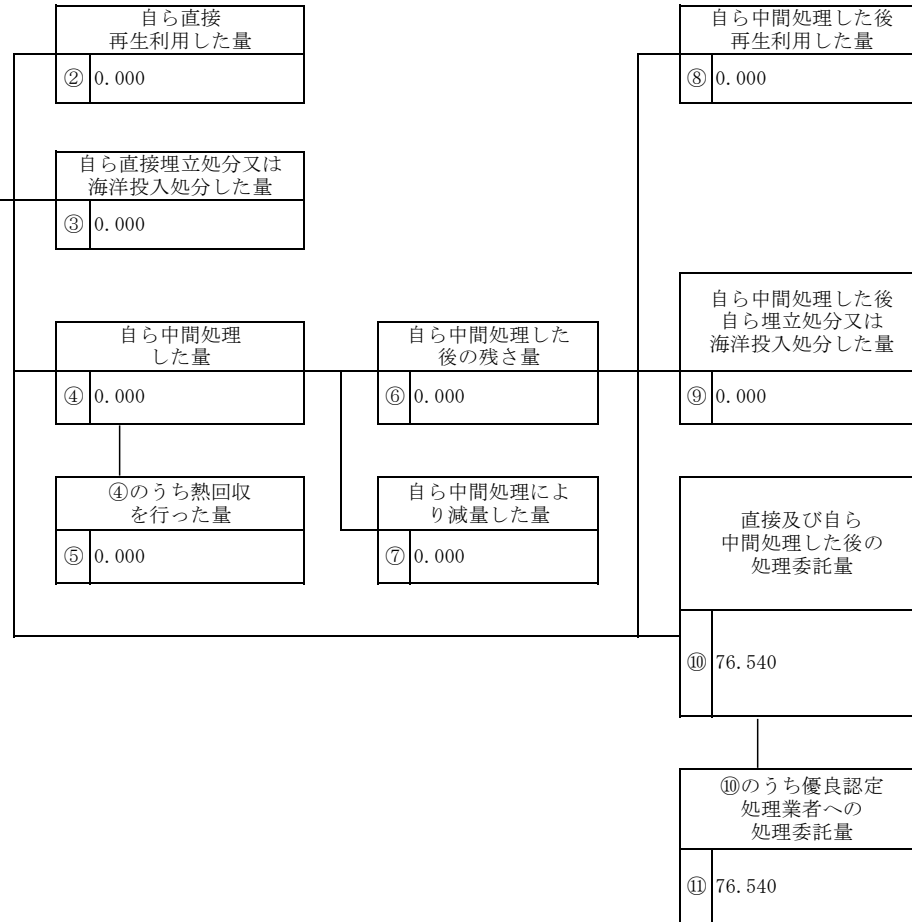 自ら直接
再生利用した量
② 0.000
自ら中間処理した後
再生利用した量
⑧ 0.000
自ら直接埋立処分又は
海洋投入処分した量
③ 0.000
自ら中間処理した後
自ら埋立処分又は
海洋投入処分した量
⑨ 0.000
自ら中間処理
した量
④ 0.000
自ら中間処理した
後の残さ量
⑥ 0.000
④のうち熱回収
を行った量
⑤ 0.000
自ら中間処理によ
り減量した量
⑦ 0.000
直接及び自ら
中間処理した後の
処理委託量
⑩ 76.540
⑩のうち優良認定
処理業者への
処理委託量
⑪ 76.540